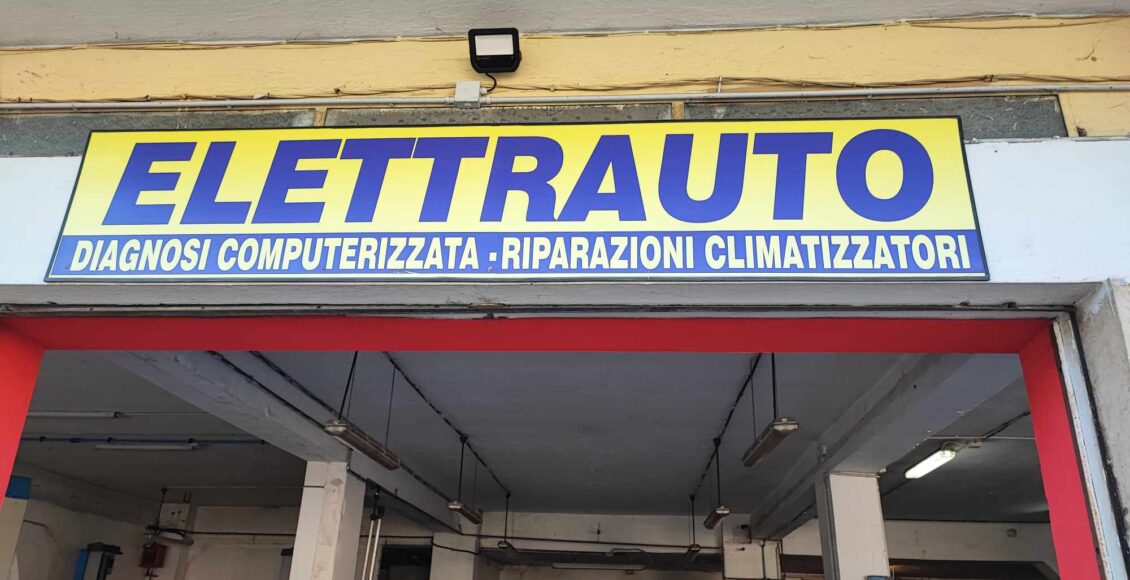 ELETTRAUTO
DIAGNOSI COMPUTERIZZATA - RIPARAZIONI CLIMATIZZATORI